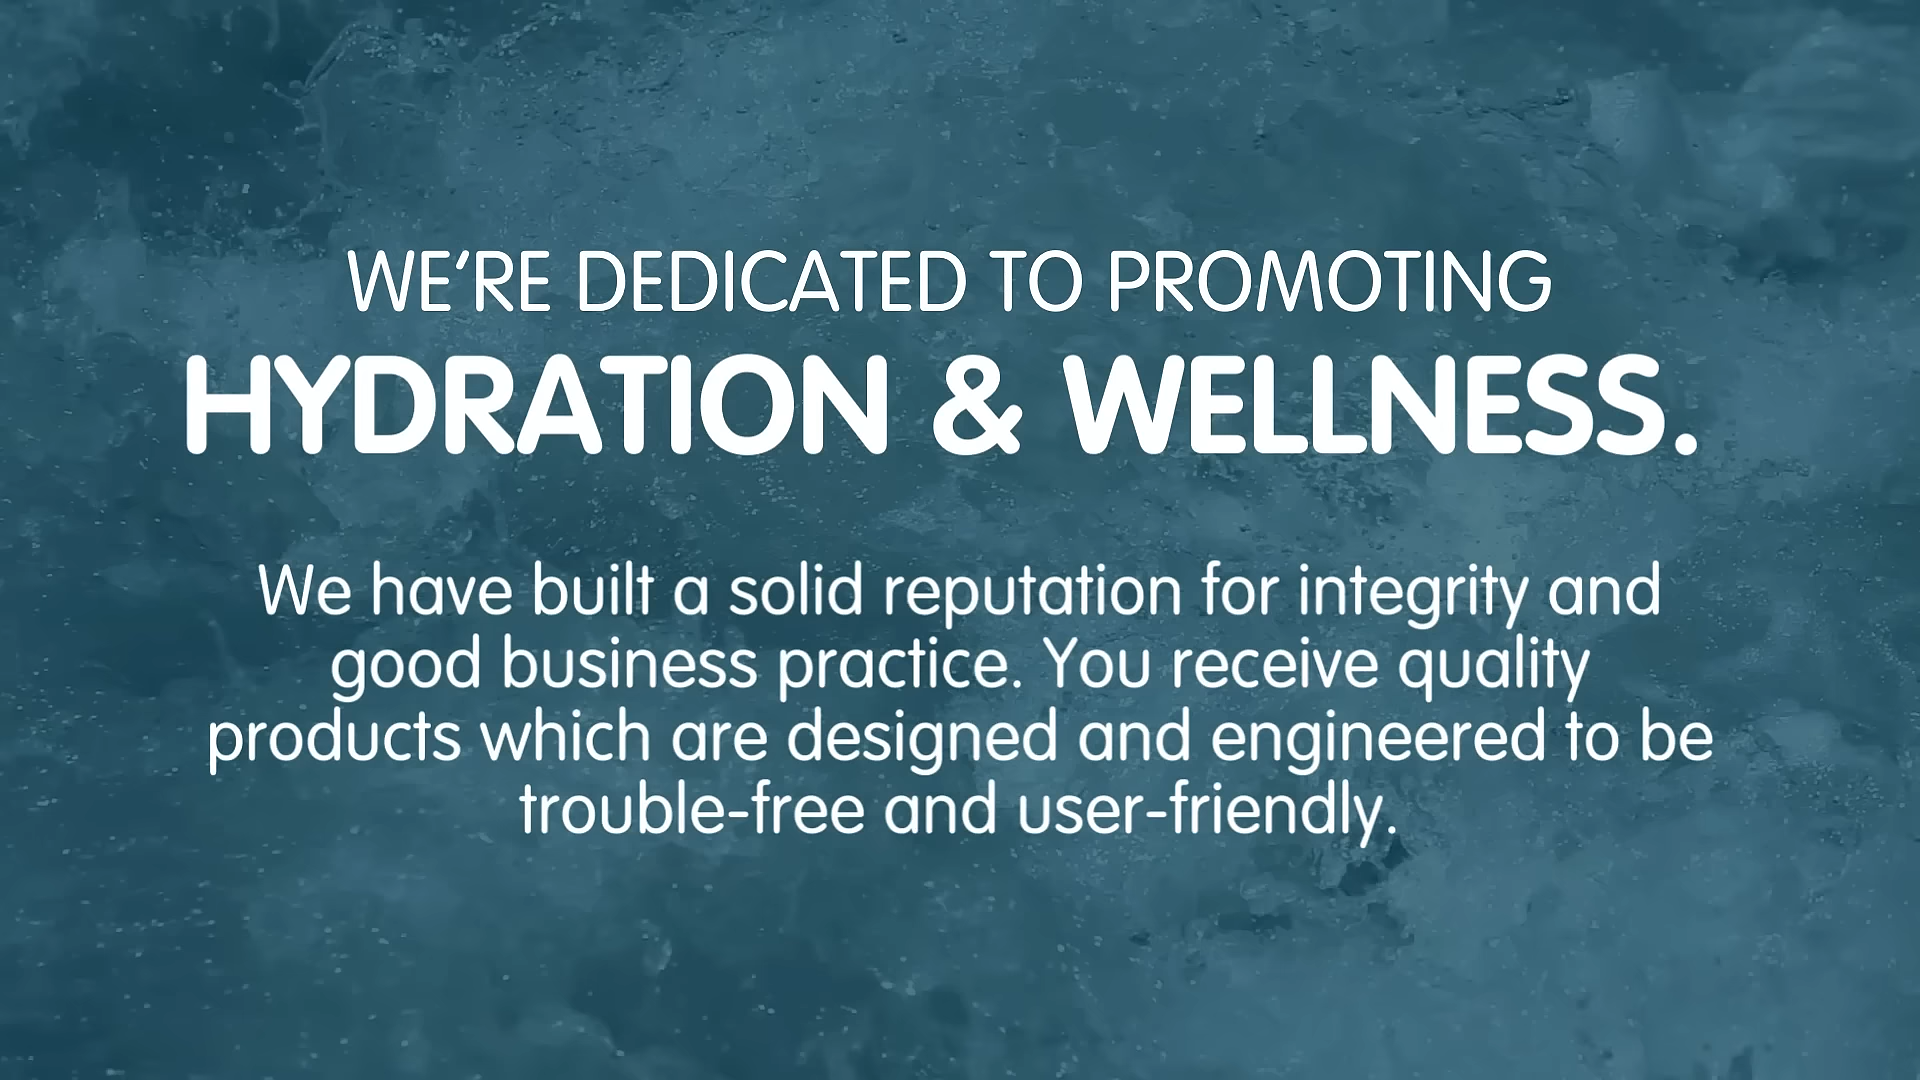 WE’RE DEDICATED TO PROMOTING
HYDRATION & WELLNESS.
We have built a solid reputation for integrity and
good business practice. You receive quality
products which are designed and engineered to be
trouble-free and user-friendly.